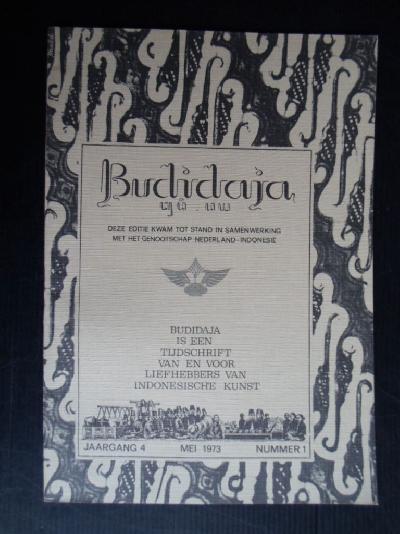 Budidaja
DEZE EDITIE KWAM TOT STAND IN SAMENWERKING
MET HET GENOOTSCHAP NEDERLAND-INDONESIË
BUDIDAJA
IS EEN
TIJDSCHRIFT
VAN EN VOOR
LIEFHEBBERS VAN
INDONESISCHE KUNST
JAARGANG 4 MEI 1973 NUMMER 1